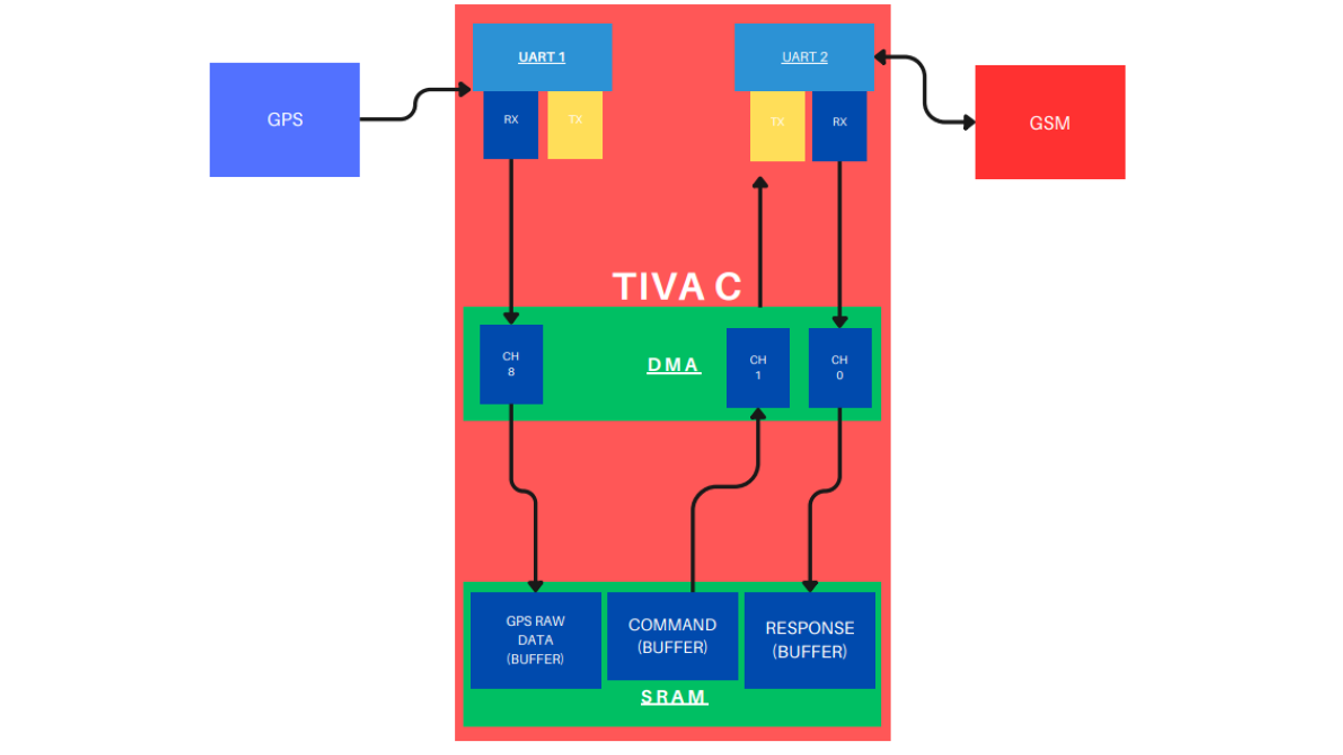 UART 1
UART 2
GPS
GSM
RX
TX
TX
RX
TIVA C
CH
8
DMA
CH
1
CH
0
GPS RAW
DATA
(BUFFER)
COMMAND
(BUFFER)
RESPONSE
(BUFFER)
SRAM